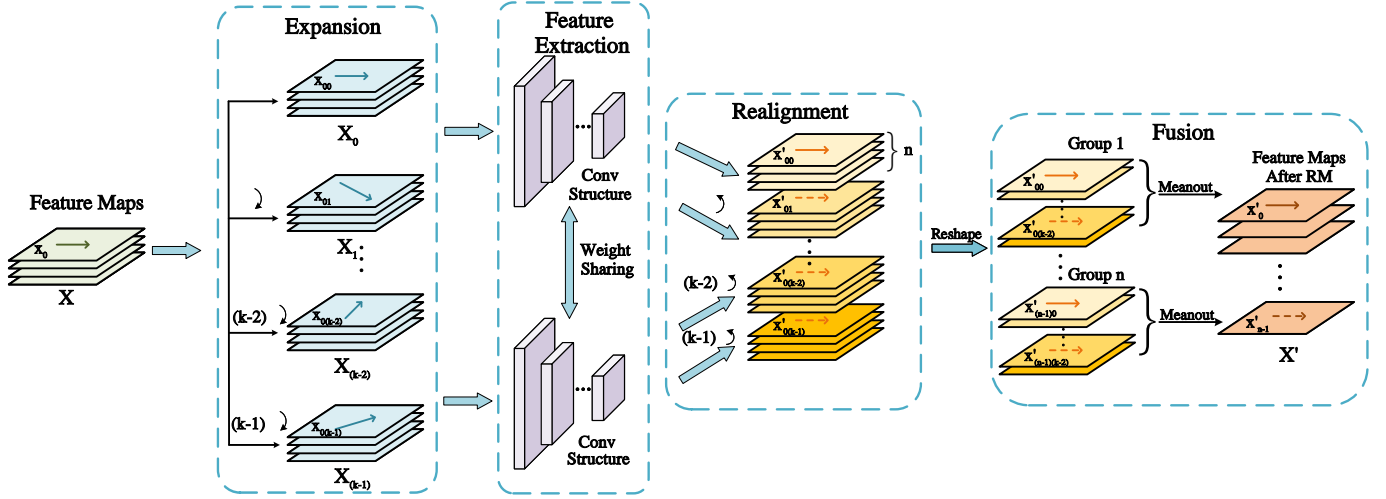 Feature Maps
X₀
X
Expansion
X₀₀
X₀
X₀₁
X₁
(k-2)
X₀₍ₖ₋₂₎
X₍ₖ₋₂₎
(k-1)
X₀₍ₖ₋₁₎
X₍ₖ₋₁₎
Feature
Extraction
Conv
Structure
Weight
Sharing
Conv
Structure
Realignment
X'₀₀
n
X'₀₁
(k-2)
X'₀₍ₖ₋₂₎
(k-1)
X'₀₍ₖ₋₁₎
Reshape
Fusion
Group 1
X'₀₀
X'₀₍ₖ₋₂₎
Meanout
Group n
X'₍ₙ₋₁₎₀
X'₍ₙ₋₁₎₍ₖ₋₂₎
Meanout
Feature Maps
After RM
X'₀
X'ₙ₋₁
X'